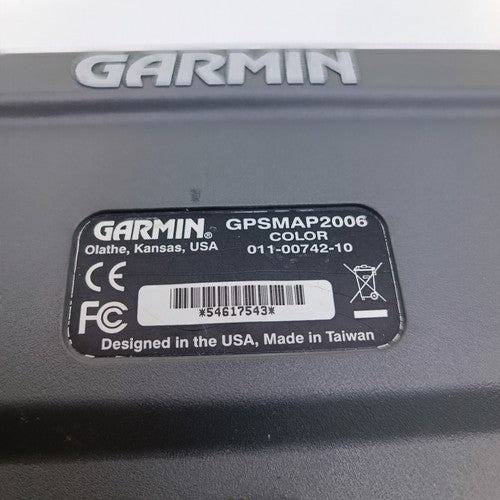 GARMIN
GARMIN® GPSMAP2006
COLOR
Olathe, Kansas, USA 011-00742-10
CE
FC
*54617543*
Designed in the USA, Made in Taiwan